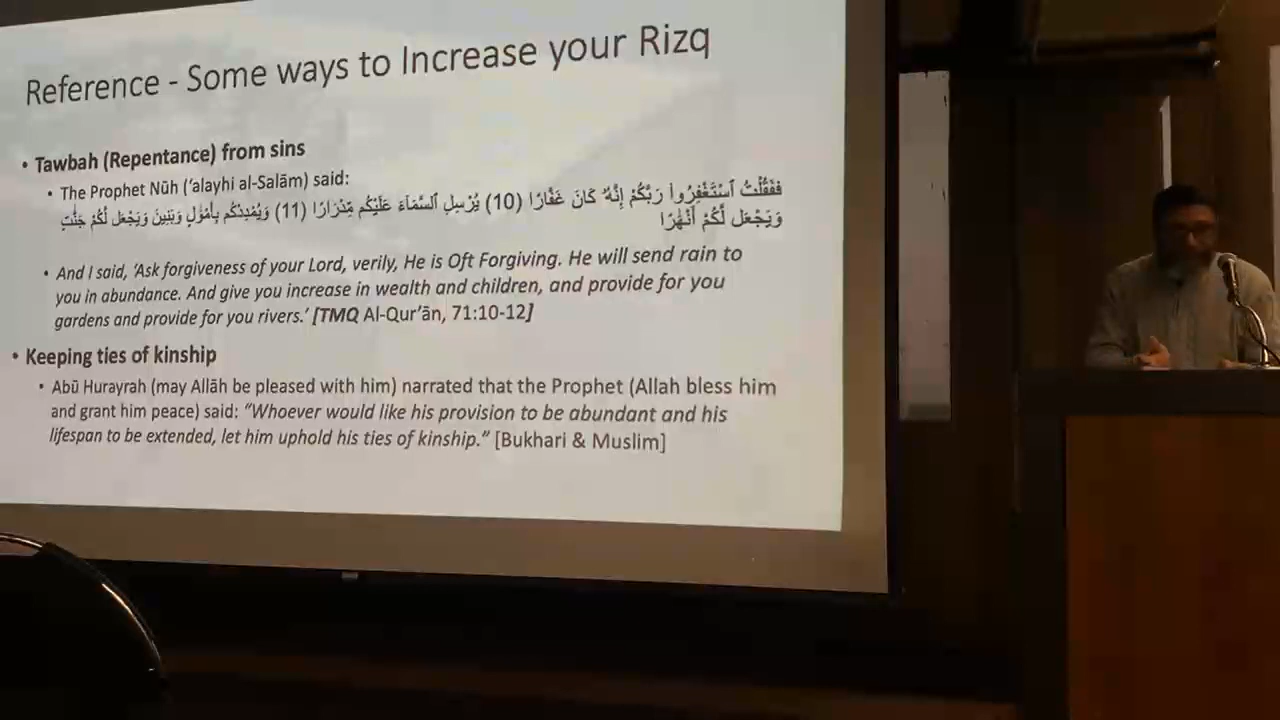 Reference - Some ways to Increase your Rizq
• Tawbah (Repentance) from sins
• The Prophet Nūh (‘alayhi al-Salām) said:
فَقُلْتُ ٱسْتَغْفِرُوا۟ رَبَّكُمْ إِنَّهُۥ كَانَ غَفَّارًا (10) يُرْسِلِ ٱلسَّمَآءَ عَلَيْكُم مِّدْرَارًا (11) وَيُمْدِدْكُم بِأَمْوَٰلٍ وَبَنِينَ وَيَجْعَل لَّكُمْ جَنَّٰتٍ
وَيَجْعَل لَّكُمْ أَنْهَٰرًا
• And I said, ‘Ask forgiveness of your Lord, verily, He is Oft Forgiving. He will send rain to
you in abundance. And give you increase in wealth and children, and provide for you
gardens and provide for you rivers.’ [TMQ Al-Qur’ān, 71:10-12]
• Keeping ties of kinship
• Abū Hurayrah (may Allāh be pleased with him) narrated that the Prophet (Allah bless him
and grant him peace) said: “Whoever would like his provision to be abundant and his
lifespan to be extended, let him uphold his ties of kinship.” [Bukhari & Muslim]